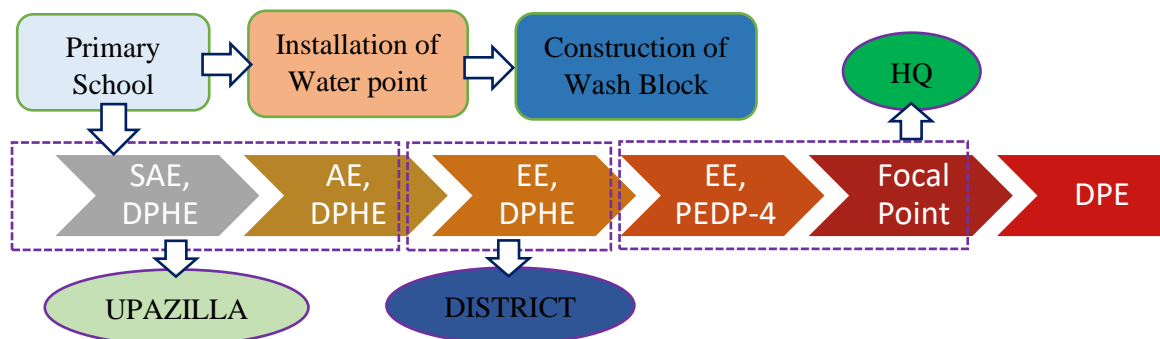 Primary
School
Installation of
Water point
Construction of
Wash Block
HQ
SAE,
DPHE
AE,
DPHE
EE,
DPHE
EE,
PEDP-4
Focal
Point
DPE
UPAZILLA
DISTRICT